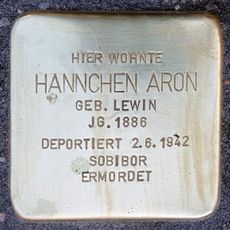 HIER WOHNTE
HANNCHEN ARON
GEB. LEWIN
JG. 1886
DEPORTIERT 2.6.1942
SOBIBOR
ERMORDET